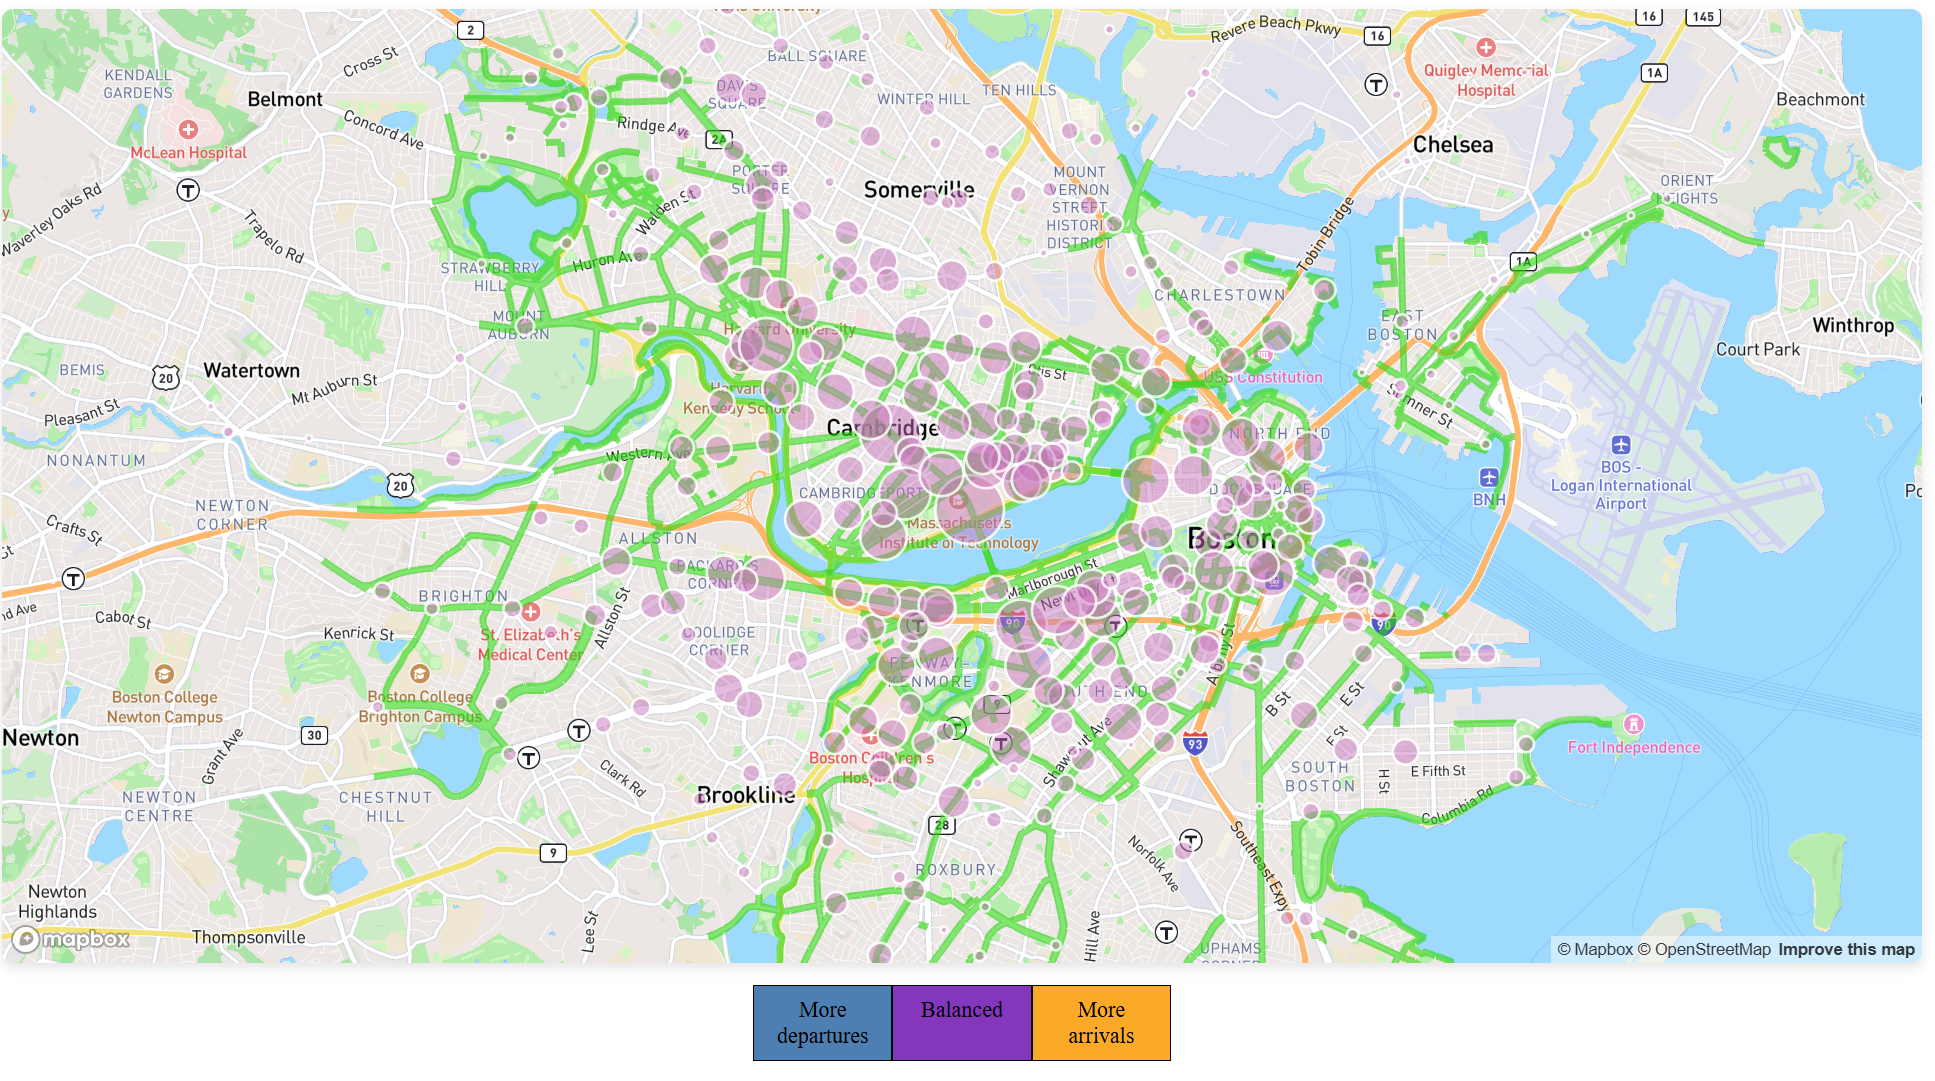 2
16
145
16
Revere Beach Pkwy
BALL SQUARE
Cross St
KENDALL
GARDENS
Belmont
Quigley Memorial
Hospital
1A
Beachmont
DAVIS
SQUARE
WINTER HILL
TEN HILLS
Concord Ave
McLean Hospital
Rindge Ave
2A
Chelsea
T
T
Waverley Oaks Rd
Trapelo Rd
Walden St
PORTER
SQUARE
Somerville
MOUNT
VERNON
STREET
HISTORI
DISTRICT
ORIENT
HEIGHTS
Tobin Bridge
1A
STRAWBERRY
HILL
Huron Ave
CHARLESTOWN
MOUNT
AUBURN
Harvard University
EAST
BOSTON
Winthrop
Court Park
BEMIS
20
Watertown
Mt Auburn St
Otis St
USS Constitution
Pleasant St
Harvard
Kennedy School
Sumner St
Cambridge
NORTH END
NONANTUM
Western Ave
20
BOS -
Logan International
Airport
BNH
CAMBRIDGEPORT
DOCK SQUARE
NEWTON
CORNER
Crafts St
Massachusetts
Institute of Technology
ALLSTON
Boston
PACKARD'S
CORNER
T
Marlborough St
BRIGHTON
Cabot St
Kenrick St
St. Elizabeth's
Medical Center
Allston St
COOLIDGE
CORNER
T
90
T
90
FENWAY-
KENMORE
Albany St
Boston College
Newton Campus
Boston College
Brighton Campus
SOUTH END
9
B St
E St
Newton
30
Grant Ave
T
T
T
T
Shawmut Ave
93
F St
Fort Independence
Boston Children's
Hospital
Clark Rd
SOUTH
BOSTON
H St
E Fifth St
Brookline
NEWTON
CENTRE
CHESTNUT
HILL
Columbia Rd
28
T
9
Norfolk Ave
Southeast Expy
ROXBURY
Newton
Highlands
Thompsonville
Lee St
Hill Ave
T
UPHAMS
CORNER
mapbox
© Mapbox © OpenStreetMap Improve this map
More
departures
Balanced
More
arrivals